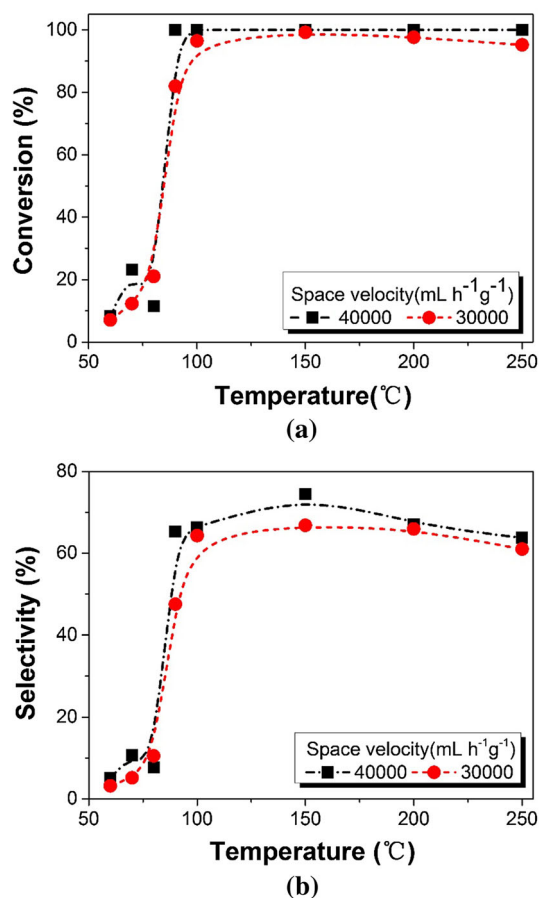 100
80
60
40
20
0
Conversion (%)
Space velocity(mL h⁻¹g⁻¹)
40000 30000
50 100 150 200 250
Temperature(℃)
(a)
80
60
40
20
0
Selectivity (%)
Space velocity(mL h⁻¹g⁻¹)
40000 30000
50 100 150 200 250
Temperature (℃)
(b)